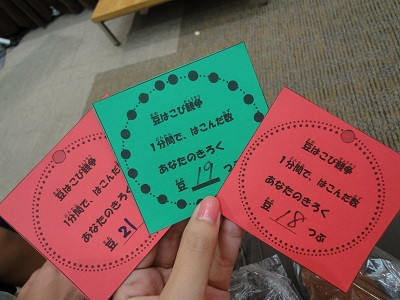 豆はこび競争
1分間で、はこんだ数
あなたのきろく
豆 21
豆はこび競争
1分間で、はこんだ数
あなたのきろく
豆 19 つぶ
豆はこび競争
1分間で、はこんだ数
あなたのきろく
豆 18 つぶ